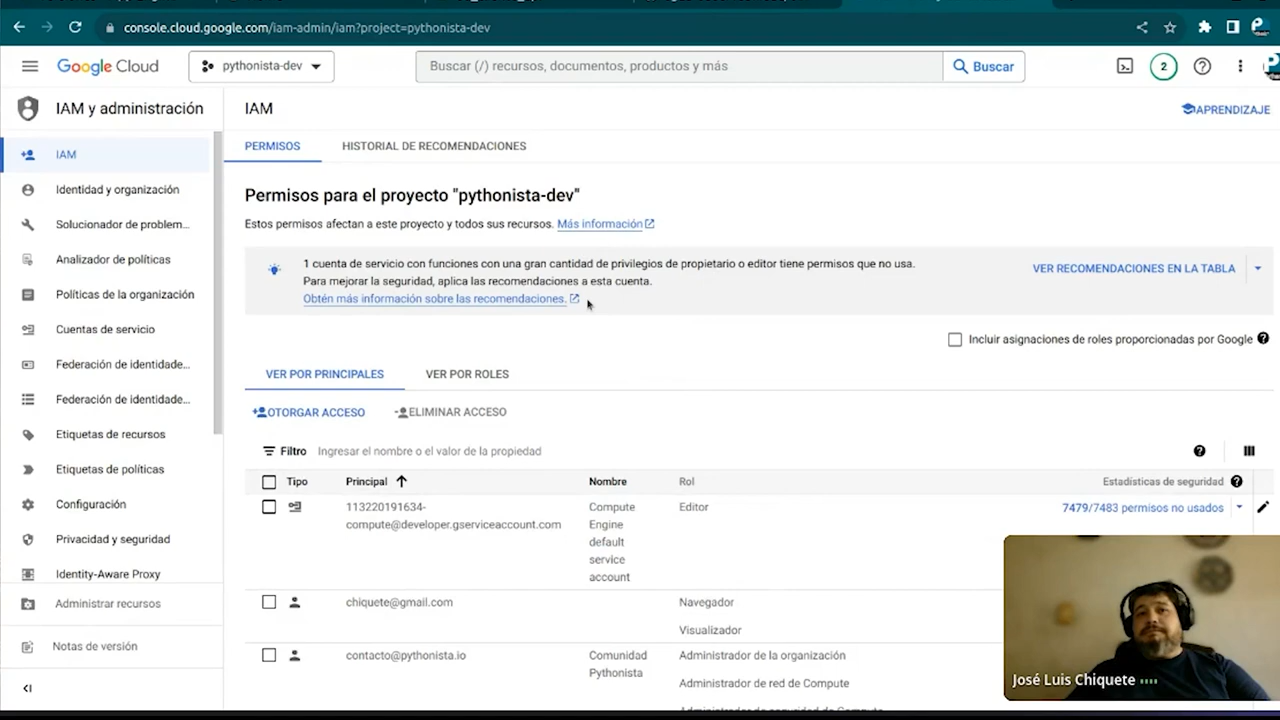 console.cloud.google.com/iam-admin/iam?project=pythonista-dev
Google Cloud
pythonista-dev
Buscar (/) recursos, documentos, productos y más
Buscar
2
IAM y administración
IAM
Identidad y organización
Solucionador de problem...
Analizador de políticas
Políticas de la organización
Cuentas de servicio
Federación de identidade...
Federación de identidade...
Etiquetas de recursos
Etiquetas de políticas
Configuración
Privacidad y seguridad
Identity-Aware Proxy
Administrar recursos
Notas de versión
IAM
APRENDIZAJE
PERMISOS
HISTORIAL DE RECOMENDACIONES
Permisos para el proyecto "pythonista-dev"
Estos permisos afectan a este proyecto y todos sus recursos. Más información
1 cuenta de servicio con funciones con una gran cantidad de privilegios de propietario o editor tiene permisos que no usa.
Para mejorar la seguridad, aplica las recomendaciones a esta cuenta.
Obtén más información sobre las recomendaciones.
VER RECOMENDACIONES EN LA TABLA
Incluir asignaciones de roles proporcionadas por Google
VER POR PRINCIPALES
VER POR ROLES
OTORGAR ACCESO
ELIMINAR ACCESO
Filtro
Ingresar el nombre o el valor de la propiedad
Tipo
Principal
Nombre
Rol
Estadísticas de seguridad
113220191634-
compute@developer.gserviceaccount.com
Compute
Engine
default
service
account
Editor
7479/7483 permisos no usados
chiquete@gmail.com
Navegador
Visualizador
contacto@pythonista.io
Comunidad
Pythonista
Administrador de la organización
Administrador de red de Compute
Administrador de seguridad de Compute
José Luis Chiquete